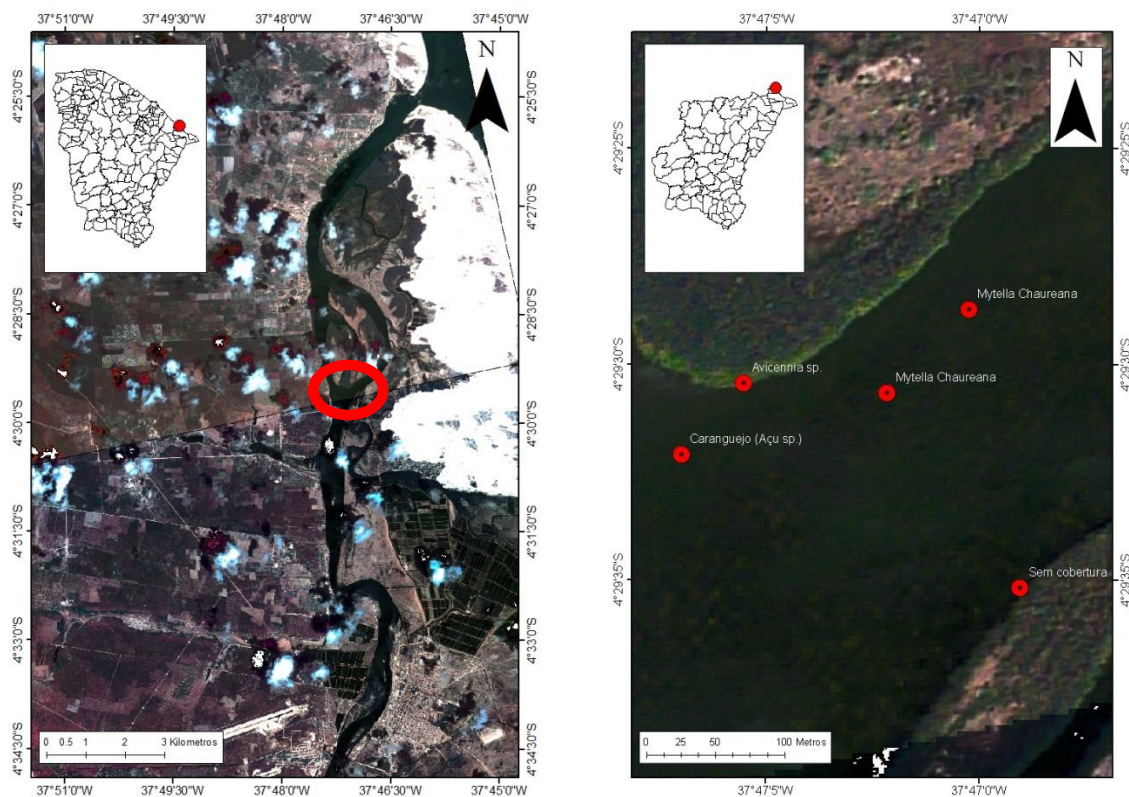 37°51'0"W 37°49'30"W 37°48'0"W 37°46'30"W 37°45'0"W
N
4°25'30"S 4°25'30"S
4°27'0"S 4°27'0"S
4°28'30"S 4°28'30"S
4°30'0"S 4°30'0"S
4°31'30"S 4°31'30"S
4°33'0"S 4°33'0"S
4°34'30"S 4°34'30"S
0 0.5 1 2 3 Kilometros
37°51'0"W 37°49'30"W 37°48'0"W 37°46'30"W 37°45'0"W
37°47'5"W 37°47'0"W
N
4°29'25"S 4°29'25"S
Mytella Chaureana
4°29'30"S 4°29'30"S
Avicennia sp.
Mytella Chaureana
Caranguejo (Açu sp.)
Sem cobertura
4°29'35"S 4°29'35"S
0 25 50 100 Metros
37°47'5"W 37°47'0"W